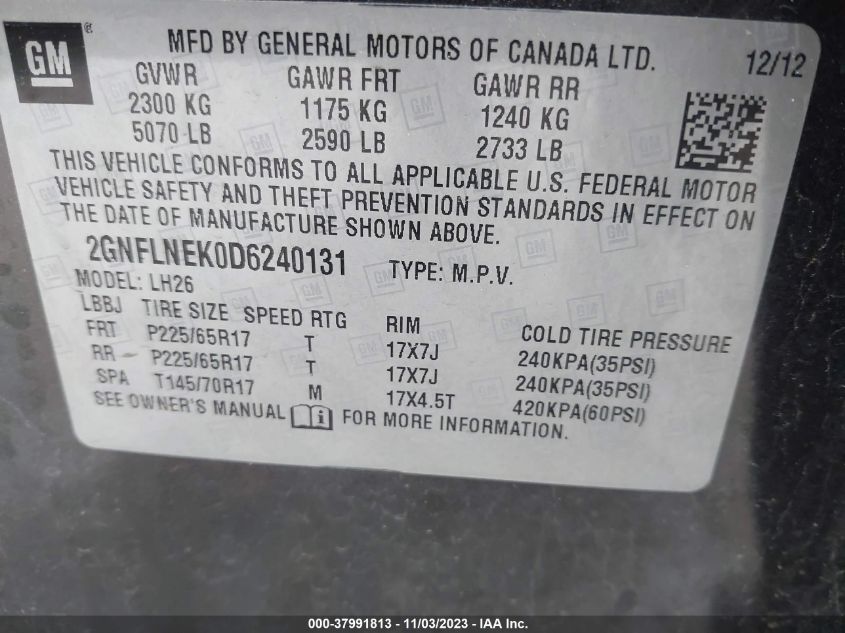 GM ®
MFD BY GENERAL MOTORS OF CANADA LTD. 12/12
GVWR GAWR FRT GAWR RR
2300 KG 1175 KG 1240 KG
5070 LB 2590 LB 2733 LB
THIS VEHICLE CONFORMS TO ALL APPLICABLE U.S. FEDERAL MOTOR
VEHICLE SAFETY AND THEFT PREVENTION STANDARDS IN EFFECT ON
THE DATE OF MANUFACTURE SHOWN ABOVE.
2GNFLNEK0D6240131 TYPE: M.P.V.
MODEL: LH26
LBBJ TIRE SIZE SPEED RTG RIM COLD TIRE PRESSURE
FRT P225/65R17 T 17X7J 240KPA(35PSI)
RR P225/65R17 T 17X7J 240KPA(35PSI)
SPA T145/70R17 M 17X4.5T 420KPA(60PSI)
SEE OWNER'S MANUAL i FOR MORE INFORMATION.
000-37991813 - 11/03/2023 - IAA Inc.